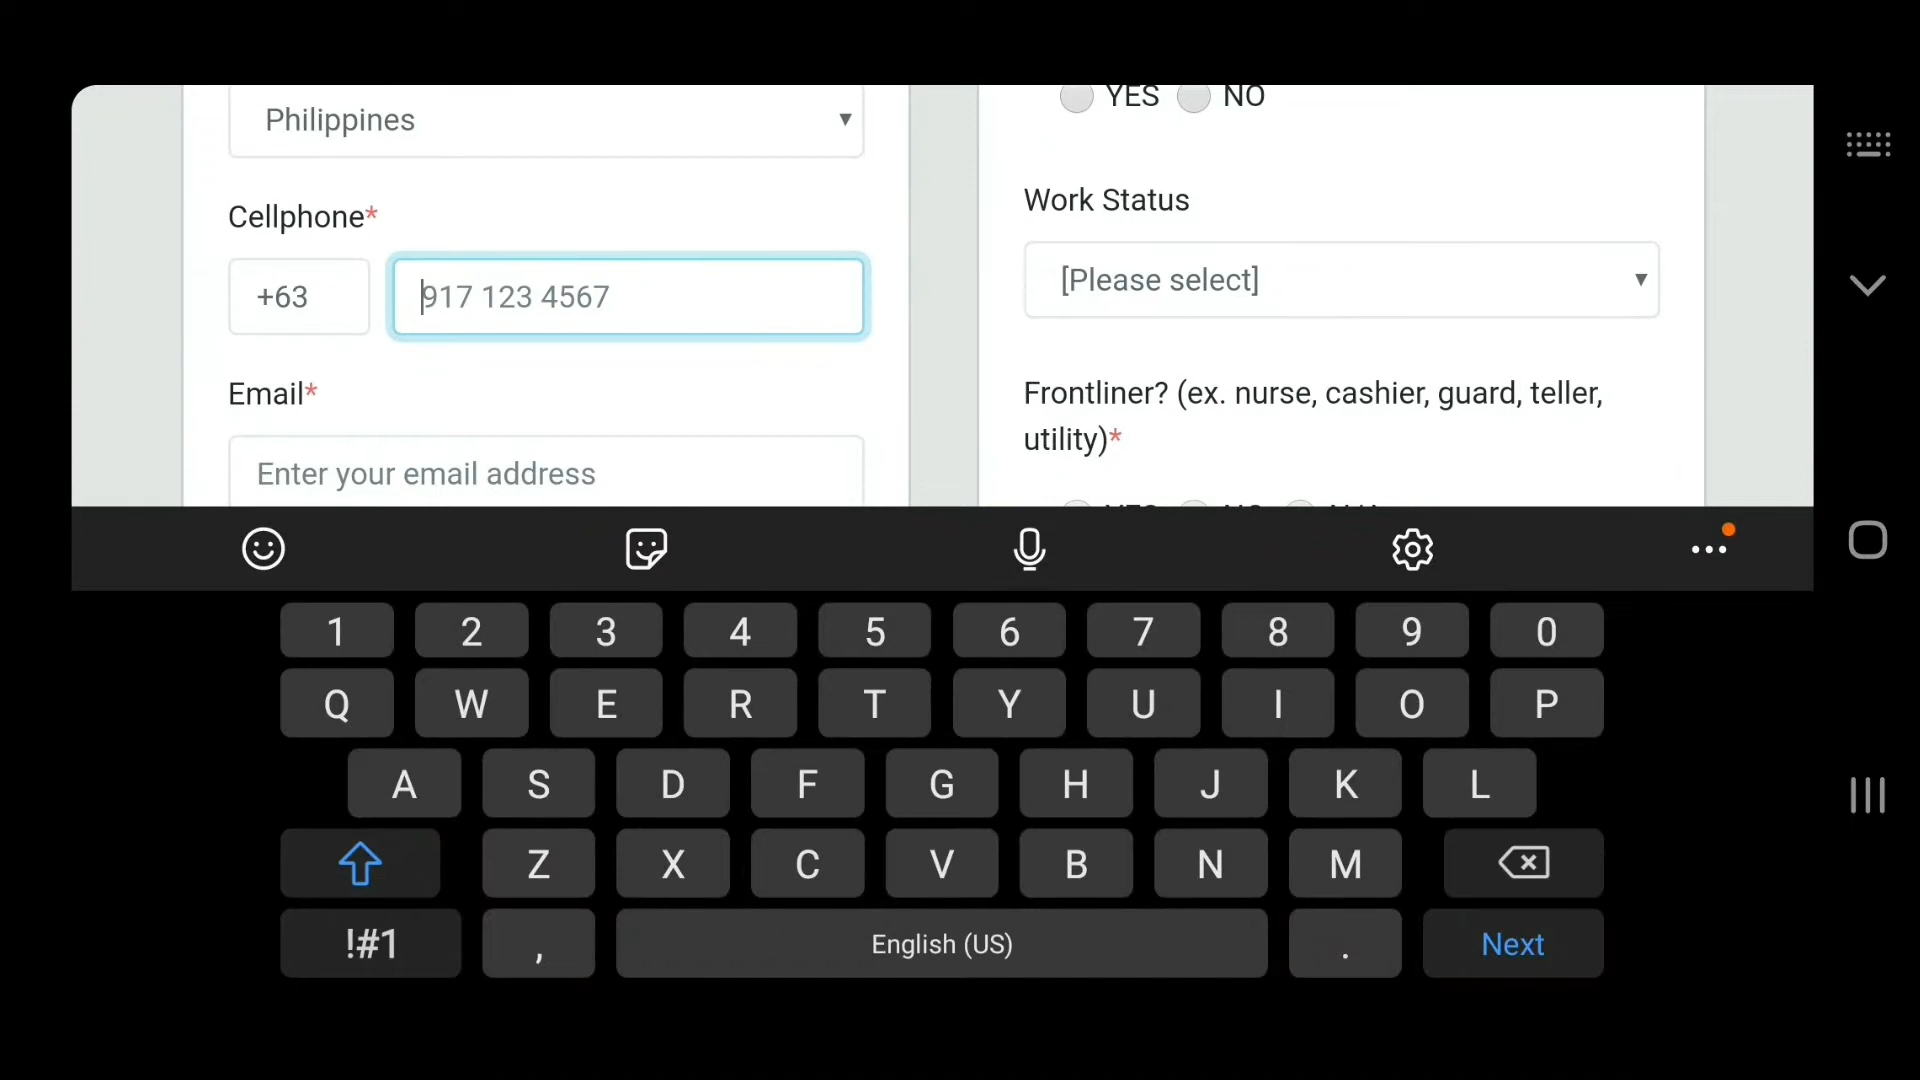 Philippines
YES NO
Cellphone*
+63
917 123 4567
Work Status
[Please select]
Email*
Enter your email address
Frontliner? (ex. nurse, cashier, guard, teller,
utility)*
1 2 3 4 5 6 7 8 9 0
Q W E R T Y U I O P
A S D F G H J K L
Z X C V B N M
!#1 , English (US) . Next